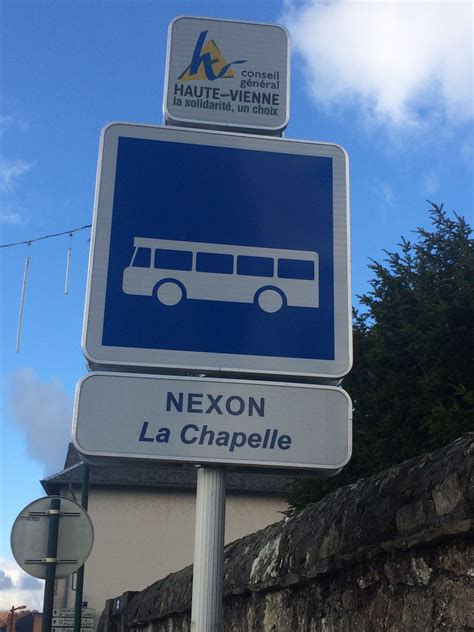 conseil
général
HAUTE-VIENNE
la solidarité, un choix
NEXON
La Chapelle